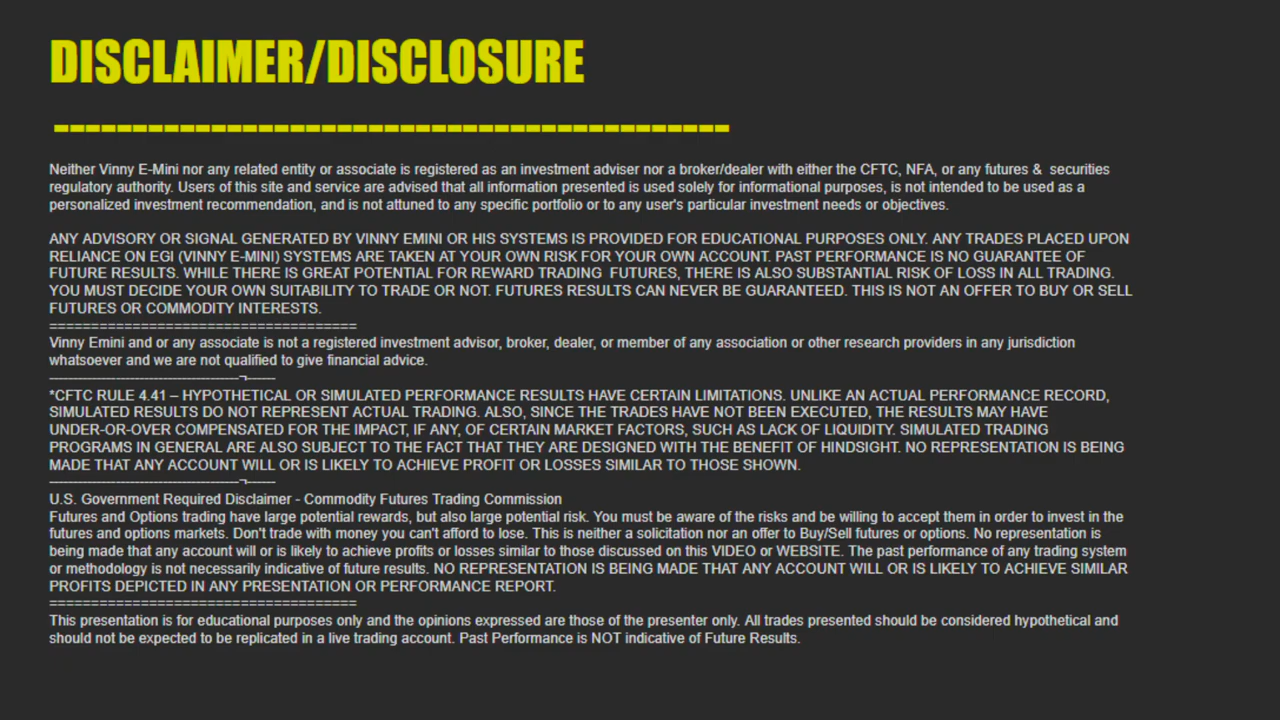 DISCLAIMER/DISCLOSURE
-------------------------------------------
Neither Vinny E-Mini nor any related entity or associate is registered as an investment adviser nor a broker/dealer with either the CFTC, NFA, or any futures & securities
regulatory authority. Users of this site and service are advised that all information presented is used solely for informational purposes, is not intended to be used as a
personalized investment recommendation, and is not attuned to any specific portfolio or to any user's particular investment needs or objectives.
ANY ADVISORY OR SIGNAL GENERATED BY VINNY EMINI OR HIS SYSTEMS IS PROVIDED FOR EDUCATIONAL PURPOSES ONLY. ANY TRADES PLACED UPON
RELIANCE ON EGI (VINNY E-MINI) SYSTEMS ARE TAKEN AT YOUR OWN RISK FOR YOUR OWN ACCOUNT. PAST PERFORMANCE IS NO GUARANTEE OF
FUTURE RESULTS. WHILE THERE IS GREAT POTENTIAL FOR REWARD TRADING FUTURES, THERE IS ALSO SUBSTANTIAL RISK OF LOSS IN ALL TRADING.
YOU MUST DECIDE YOUR OWN SUITABILITY TO TRADE OR NOT. FUTURES RESULTS CAN NEVER BE GUARANTEED. THIS IS NOT AN OFFER TO BUY OR SELL
FUTURES OR COMMODITY INTERESTS.
=====================================
Vinny Emini and or any associate is not a registered investment advisor, broker, dealer, or member of any association or other research providers in any jurisdiction
whatsoever and we are not qualified to give financial advice.
------------------------------------------¬------
*CFTC RULE 4.41 – HYPOTHETICAL OR SIMULATED PERFORMANCE RESULTS HAVE CERTAIN LIMITATIONS. UNLIKE AN ACTUAL PERFORMANCE RECORD,
SIMULATED RESULTS DO NOT REPRESENT ACTUAL TRADING. ALSO, SINCE THE TRADES HAVE NOT BEEN EXECUTED, THE RESULTS MAY HAVE
UNDER-OR-OVER COMPENSATED FOR THE IMPACT, IF ANY, OF CERTAIN MARKET FACTORS, SUCH AS LACK OF LIQUIDITY. SIMULATED TRADING
PROGRAMS IN GENERAL ARE ALSO SUBJECT TO THE FACT THAT THEY ARE DESIGNED WITH THE BENEFIT OF HINDSIGHT. NO REPRESENTATION IS BEING
MADE THAT ANY ACCOUNT WILL OR IS LIKELY TO ACHIEVE PROFIT OR LOSSES SIMILAR TO THOSE SHOWN.
------------------------------------------¬------
U.S. Government Required Disclaimer - Commodity Futures Trading Commission
Futures and Options trading have large potential rewards, but also large potential risk. You must be aware of the risks and be willing to accept them in order to invest in the
futures and options markets. Don't trade with money you can't afford to lose. This is neither a solicitation nor an offer to Buy/Sell futures or options. No representation is
being made that any account will or is likely to achieve profits or losses similar to those discussed on this VIDEO or WEBSITE. The past performance of any trading system
or methodology is not necessarily indicative of future results. NO REPRESENTATION IS BEING MADE THAT ANY ACCOUNT WILL OR IS LIKELY TO ACHIEVE SIMILAR
PROFITS DEPICTED IN ANY PRESENTATION OR PERFORMANCE REPORT.
=====================================
This presentation is for educational purposes only and the opinions expressed are those of the presenter only. All trades presented should be considered hypothetical and
should not be expected to be replicated in a live trading account. Past Performance is NOT indicative of Future Results.